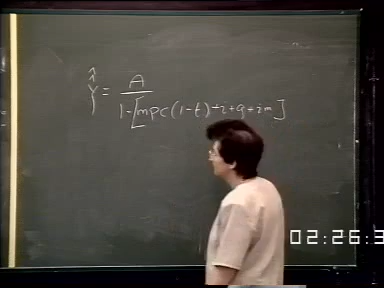 Ŷ = A
1-[mpc(1-t)+i+g+im]
02:26:3